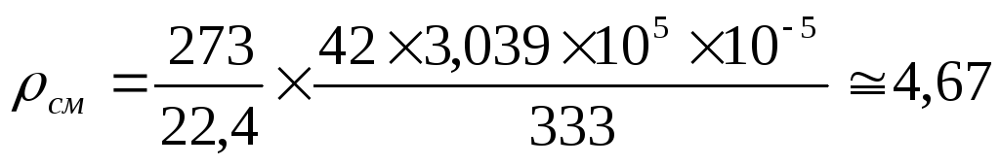 ρсм = 273/22,4 × 42×3,039×10⁵ ×10⁻⁵/333 ≅ 4,67